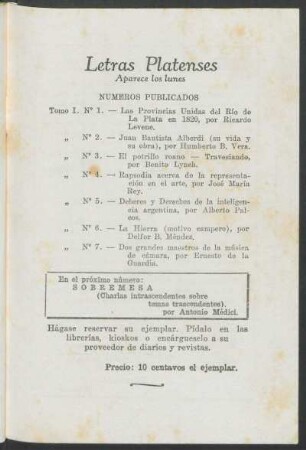 Letras Platenses
Aparece los lunes
NUMEROS PUBLICADOS
Tomo I. Nº 1. — Las Provincias Unidas del Río de
La Plata en 1820, por Ricardo
Levene.
„ Nº 2. — Juan Bautista Alberdi (su vida y
su obra), por Humberto B. Vera.
„ Nº 3. — El potrillo roano — Travesiando,
por Benito Lynch.
„ Nº 4. — Rapsodia acerca de la representa-
ción en el arte, por José María
Rey.
„ Nº 5. — Deberes y Derechos de la inteligen-
cia argentina, por Alberto Pal-
cos.
„ Nº 6. — La Hierra (motivo campero), por
Delfor B. Méndez.
„ Nº 7. — Dos grandes maestros de la música
de cámara, por Ernesto de la
Guardia.
En el próximo número:
SOBREMESA
(Charlas intrascendentes sobre
temas trascendentes).
por Antonio Médici.
Hágase reservar su ejemplar. Pídalo en las
librerías, kioskos o encárguselo a su
proveedor de diarios y revistas.
Precio: 10 centavos el ejemplar.